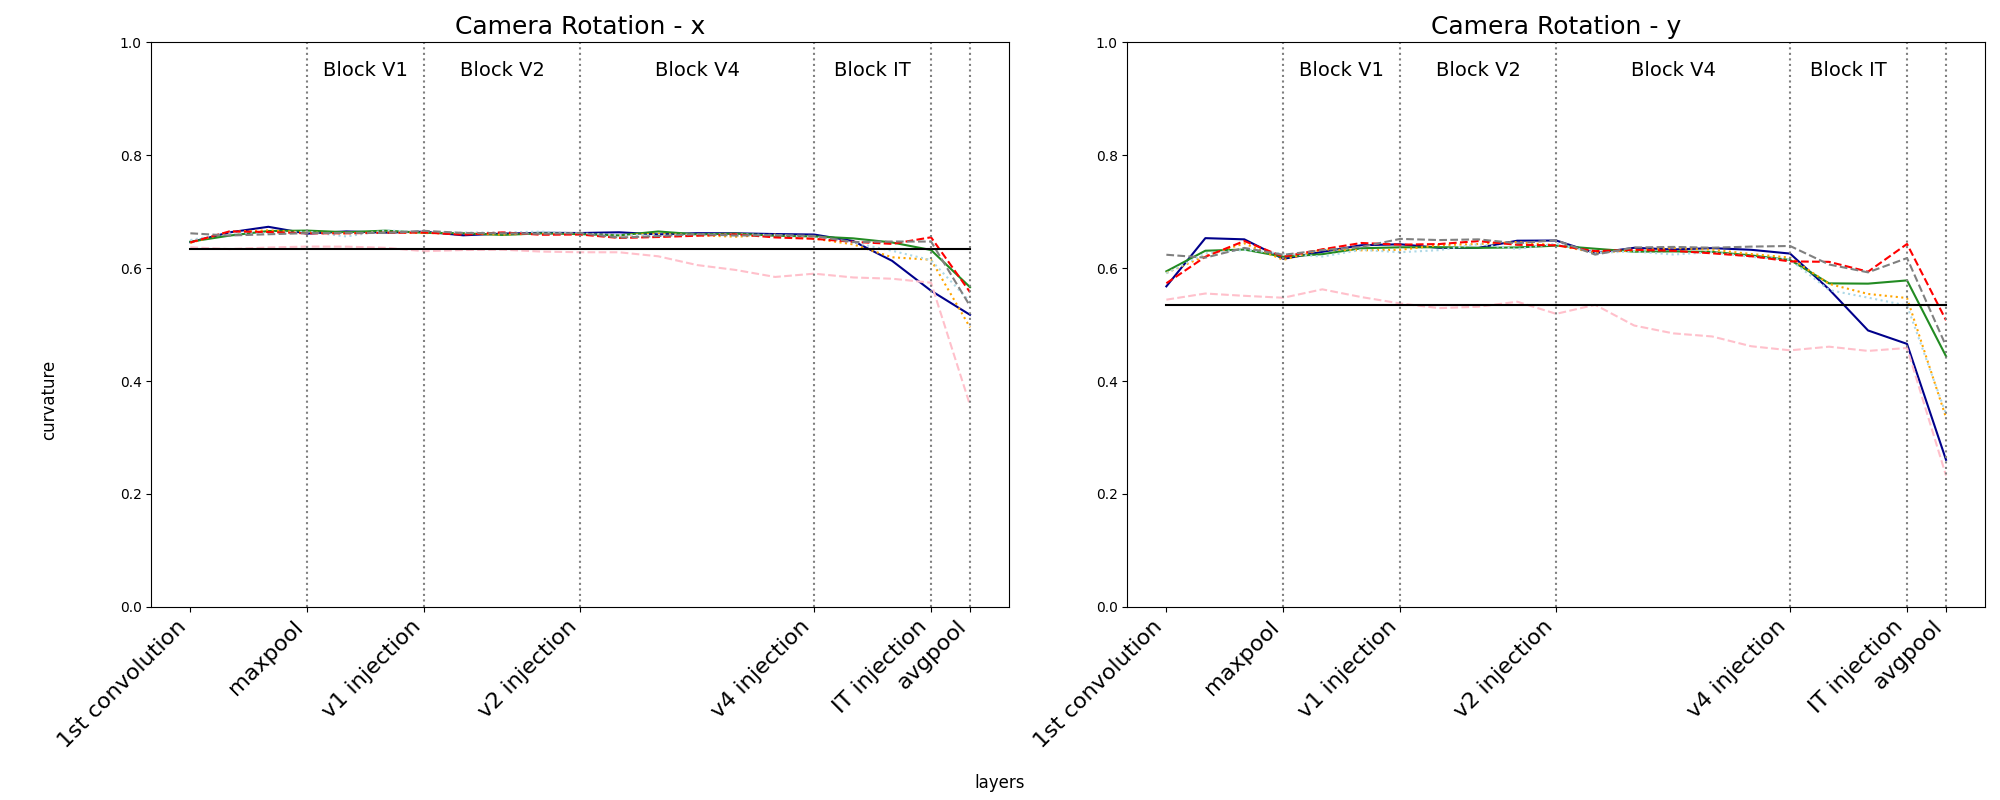 Camera Rotation - x
Block V1
Block V2
Block V4
Block IT
1.0
0.8
0.6
0.4
0.2
0.0
1st convolution
maxpool
v1 injection
v2 injection
v4 injection
IT injection
avgpool
Camera Rotation - y
Block V1
Block V2
Block V4
Block IT
1.0
0.8
0.6
0.4
0.2
0.0
1st convolution
maxpool
v1 injection
v2 injection
v4 injection
IT injection
avgpool
curvature
layers